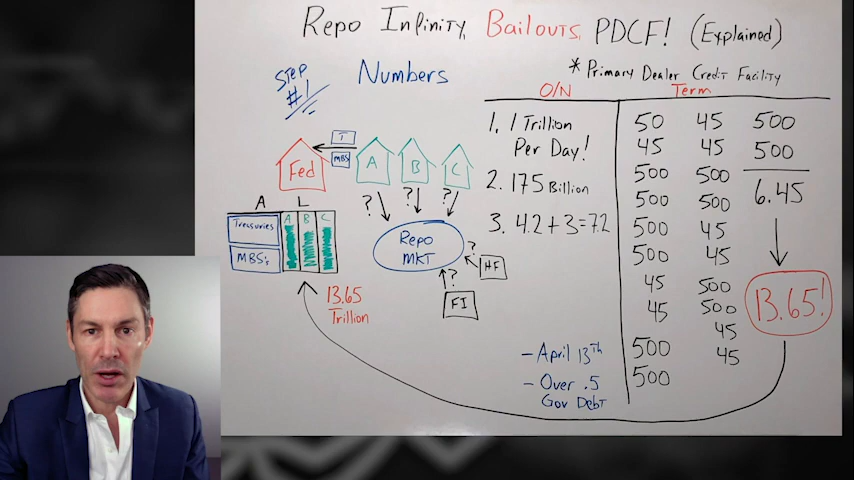 Repo Infinity, Bailouts, PDCF! (Explained)
STEP
#1
Numbers
* Primary Dealer Credit Facility
O/N
Term
1. 1 Trillion
Per Day!
2. 175 Billion
3. 4.2 + 3 = 7.2
- April 13th
- Over .5
Gov Debt
50 45 500
45 45 500
500 500 6.45
500 500
500 45
500 45
45 500
45 500
45
500 45
500
13.65!
T
MBS
Fed
A B C
? ? ?
A L
Treasuries
MBS's
A B C
Repo
MKT
?
HF
?
FI
13.65
Trillion